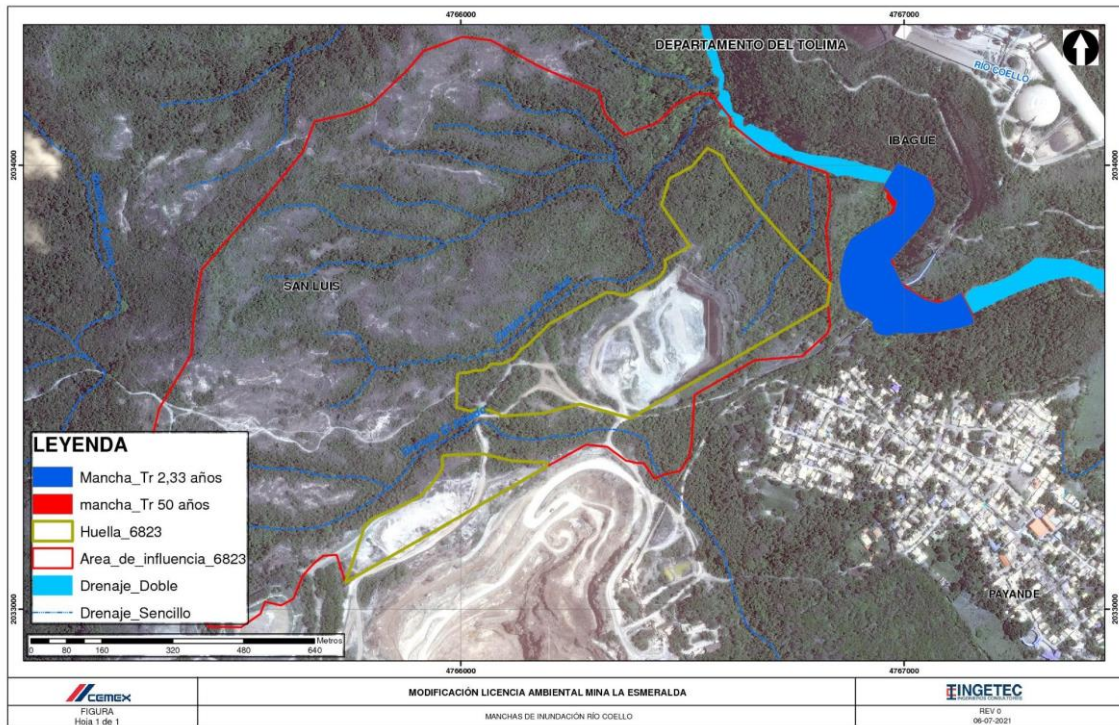 4766000
4767000
DEPARTAMENTO DEL TOLIMA
RÍO COELLO
IBAGUE
2034000
2034000
SAN LUIS
LEYENDA
Mancha_Tr 2,33 años
mancha_Tr 50 años
Huella_6823
Area_de_influencia_6823
Drenaje_Doble
Drenaje_Sencillo
Metros
0 80 160 320 480 640
PAYANDE
2033000
2033000
4766000
4767000
CEMEX
FIGURA
Hoja 1 de 1
MODIFICACIÓN LICENCIA AMBIENTAL MINA LA ESMERALDA
MANCHAS DE INUNDACIÓN RÍO COELLO
INGETEC
INGENIEROS CONSULTORES
REV 0
06-07-2021